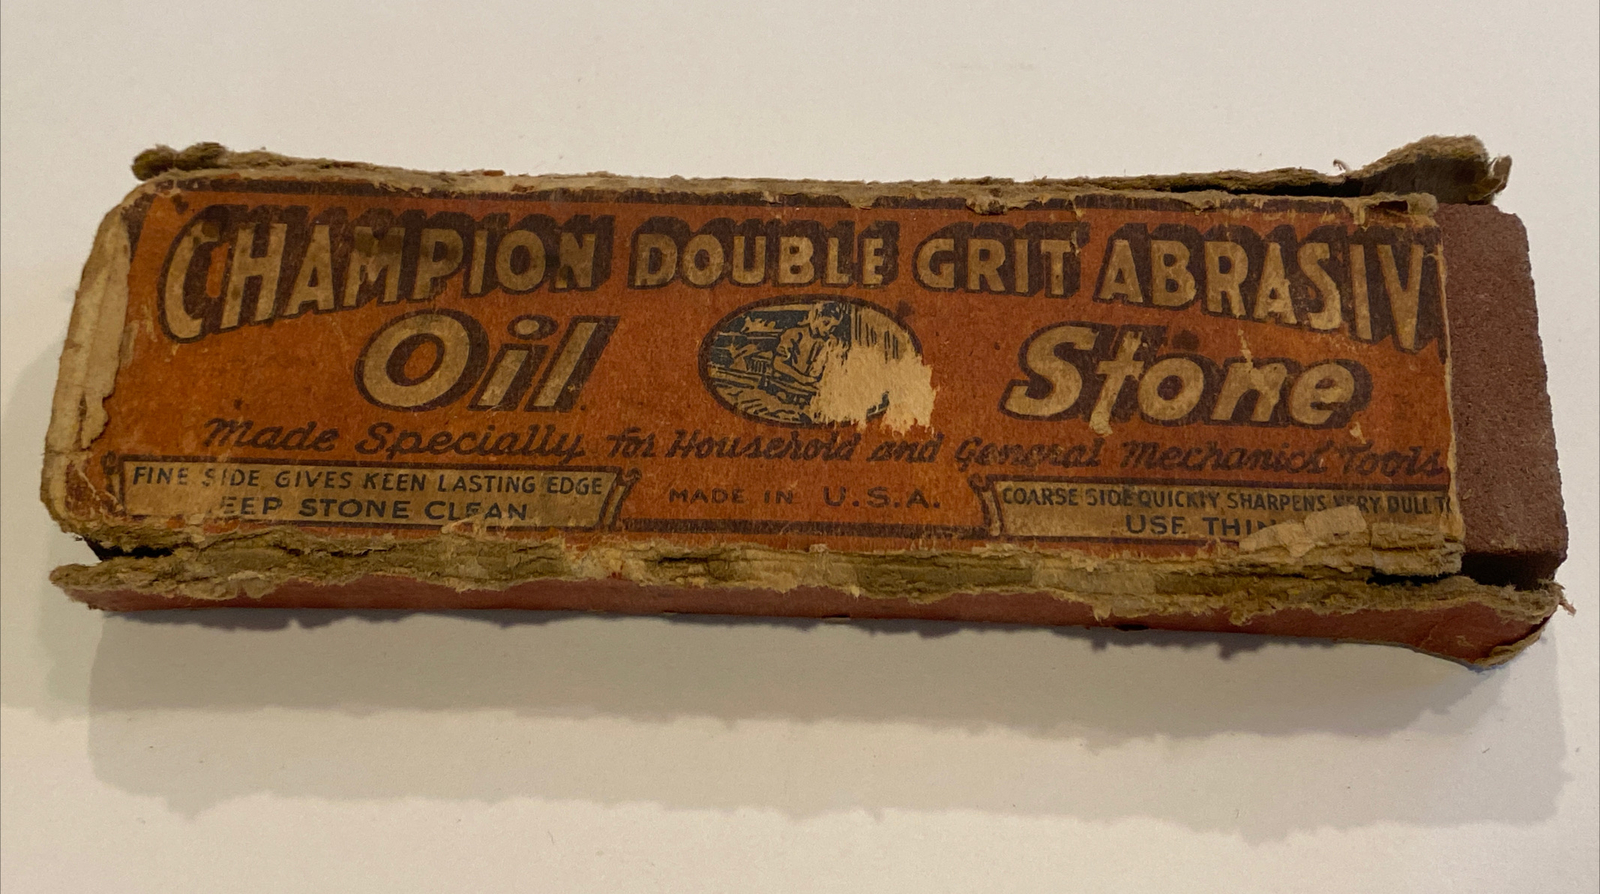 CHAMPION DOUBLE GRIT ABRASIV
Oil Stone
Made Specially for Household and General Mechanics Tools
FINE SIDE GIVES KEEN LASTING EDGE
EEP STONE CLEAN
MADE IN U.S.A.
COARSE SIDE QUICKLY SHARPENS VERY DULL T
USE THIN